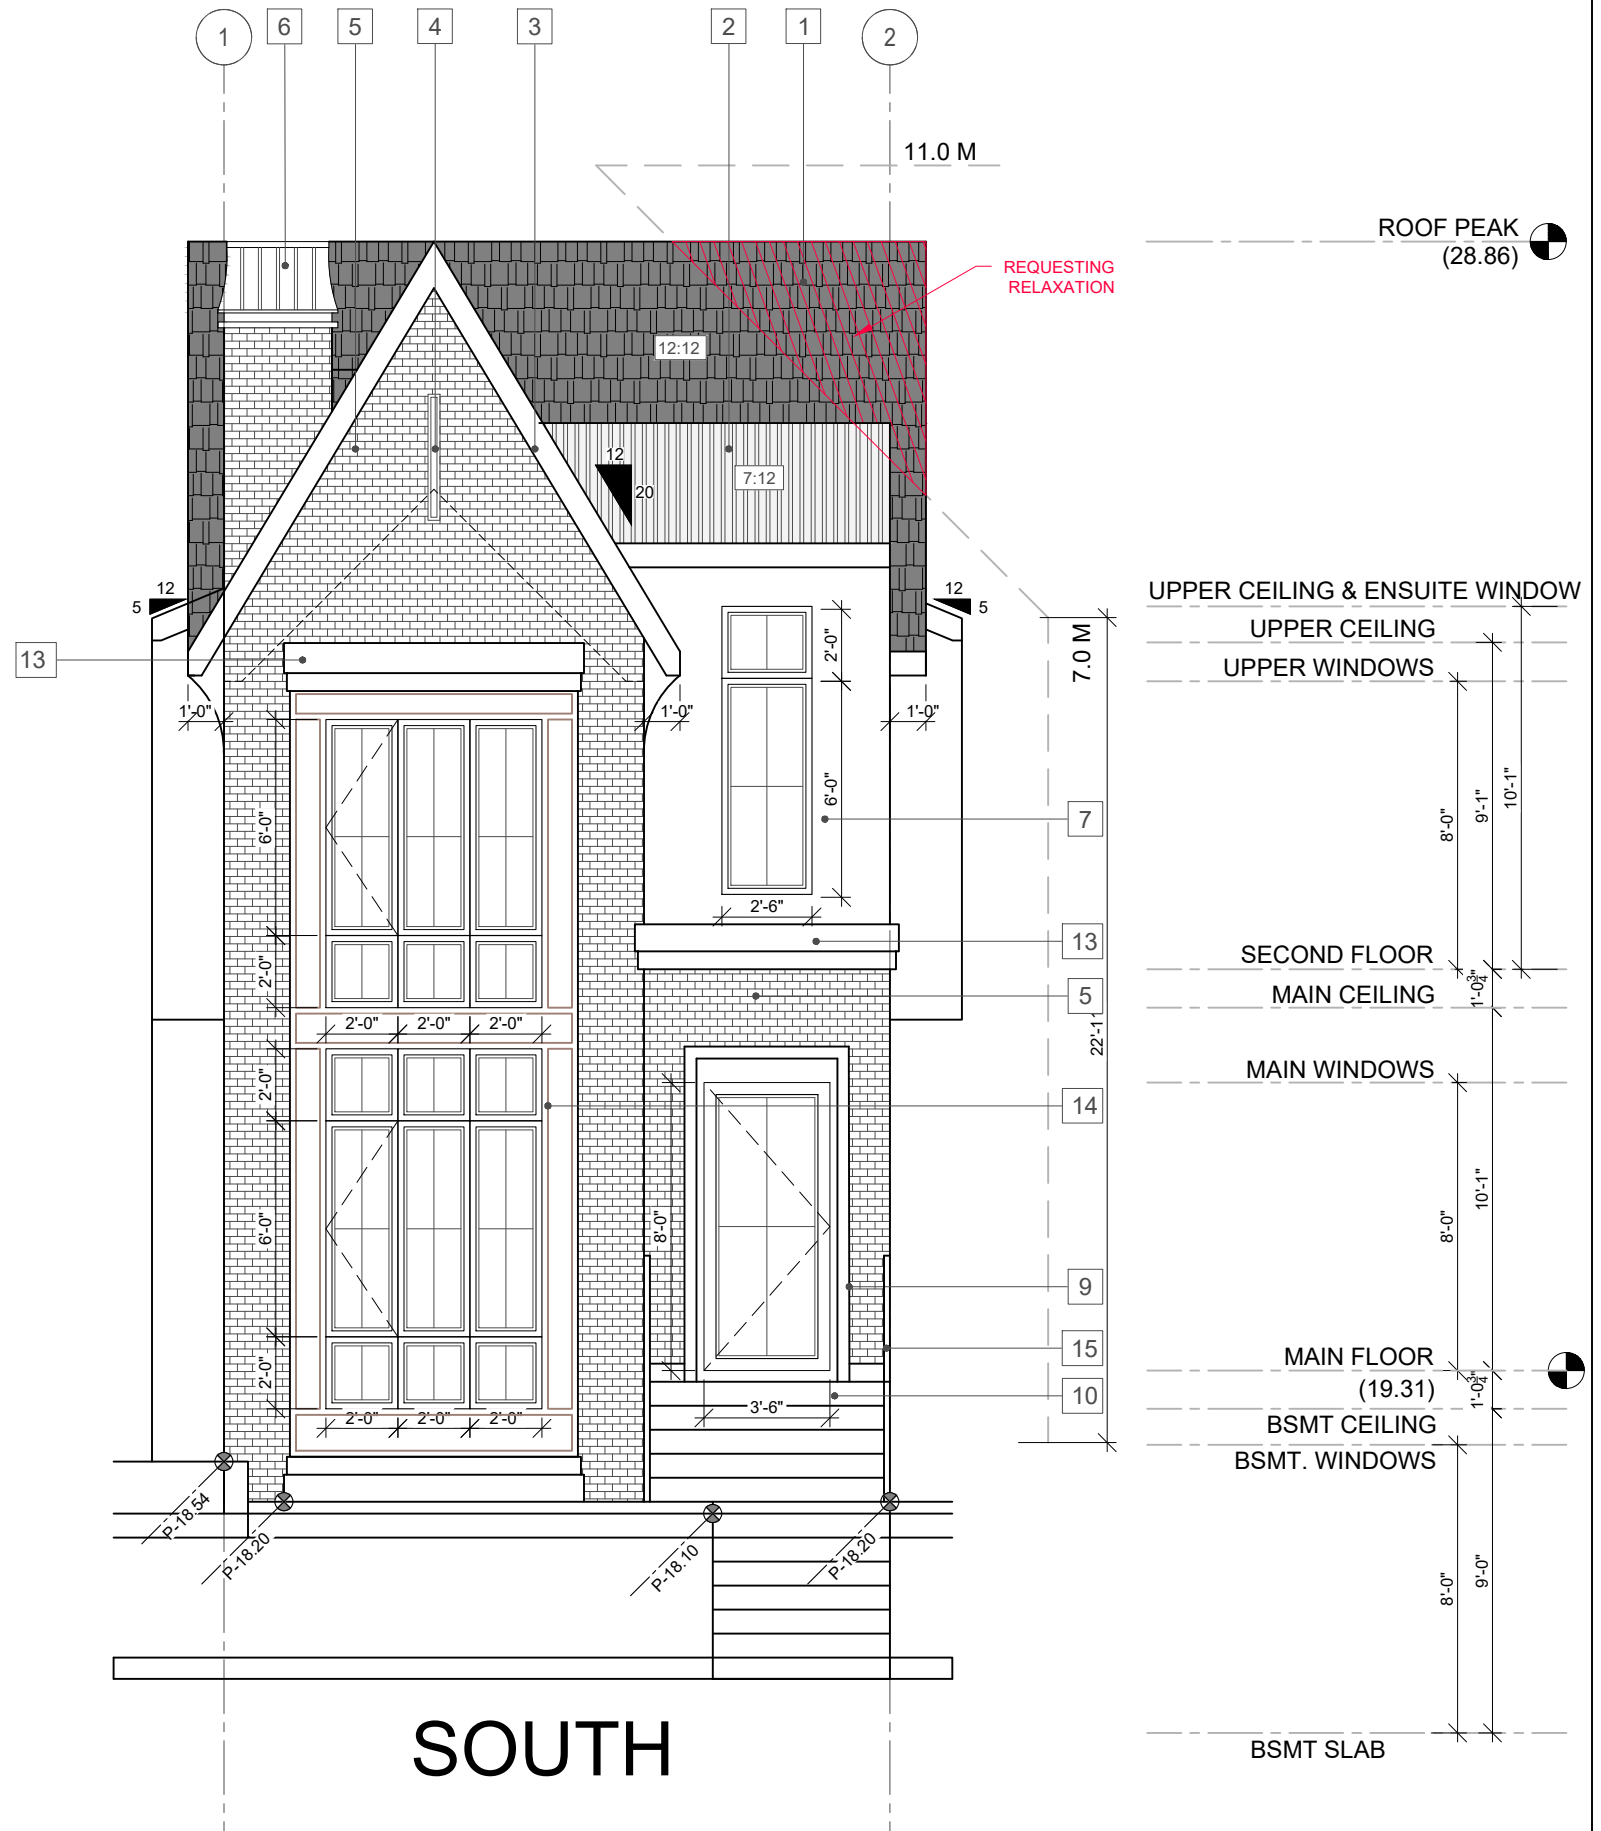 1
6
5
4
3
2
1
2
11.0 M
ROOF PEAK
(28.86)
REQUESTING
RELAXATION
12:12
12
20
7:12
12
5
12
5
UPPER CEILING & ENSUITE WINDOW
UPPER CEILING
UPPER WINDOWS
7.0 M
2'-0"
13
1'-0"
1'-0"
1'-0"
6'-0"
6'-0"
7
8'-0"
9'-1"
10'-1"
2'-6"
13
SECOND FLOOR
2'-0"
5
MAIN CEILING
1'-0¾"
2'-0"
2'-0"
2'-0"
MAIN WINDOWS
2'-0"
14
8'-0"
6'-0"
8'-0"
10'-1"
9
15
MAIN FLOOR
(19.31)
1'-0¾"
2'-0"
10
3'-6"
2'-0"
2'-0"
2'-0"
BSMT CEILING
BSMT. WINDOWS
P-18.54
P-18.20
P-18.10
P-18.20
8'-0"
9'-0"
SOUTH
BSMT SLAB